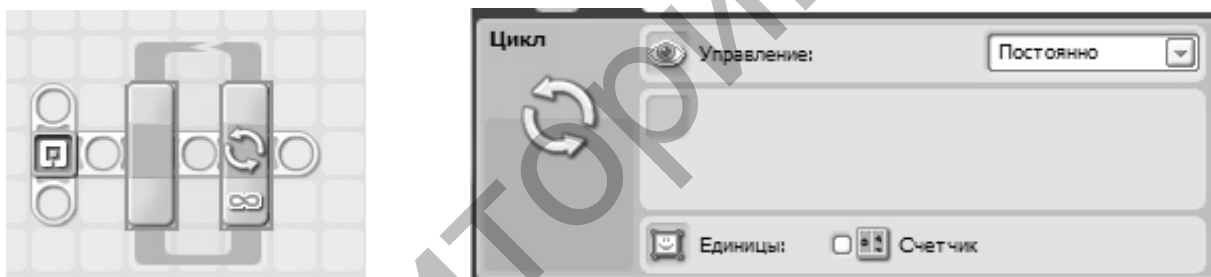 Цикл
Управление:
Постоянно
Единицы:
Счетчик